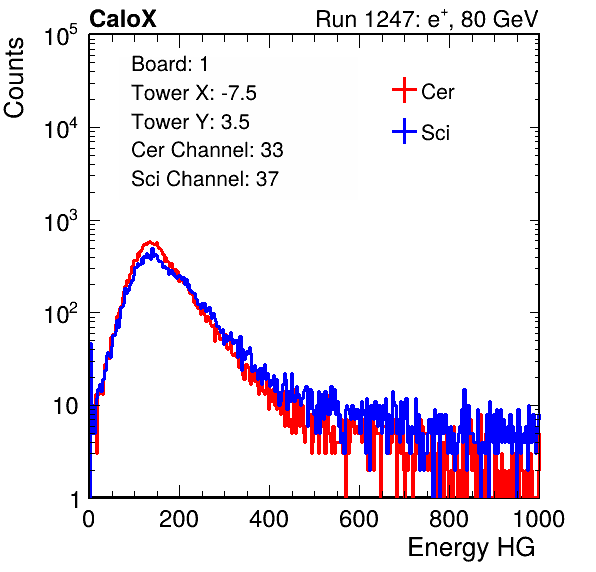 CaloX Run 1247: e⁺, 80 GeV
Counts
10⁵
10⁴
10³
10²
10
1
Board: 1
Tower X: -7.5
Tower Y: 3.5
Cer Channel: 33
Sci Channel: 37
Cer
Sci
0 200 400 600 800 1000
Energy HG